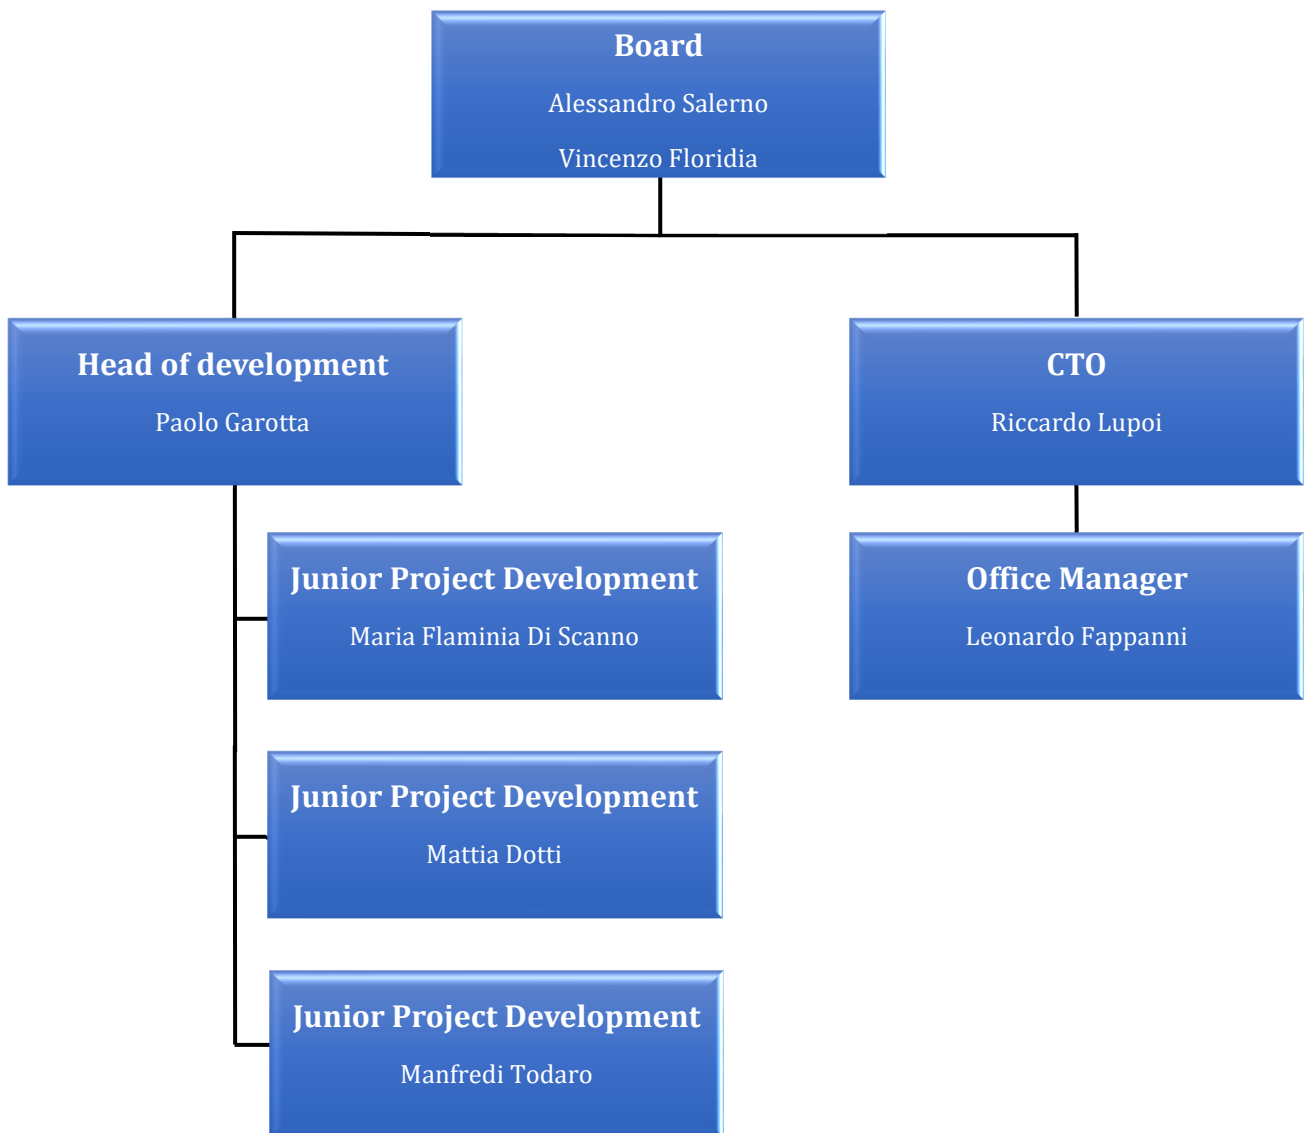 Board
Alessandro Salerno
Vincenzo Floridia
Head of development
Paolo Garotta
CTO
Riccardo Lupoi
Junior Project Development
Maria Flaminia Di Scanno
Office Manager
Leonardo Fappanni
Junior Project Development
Mattia Dotti
Junior Project Development
Manfredi Todaro